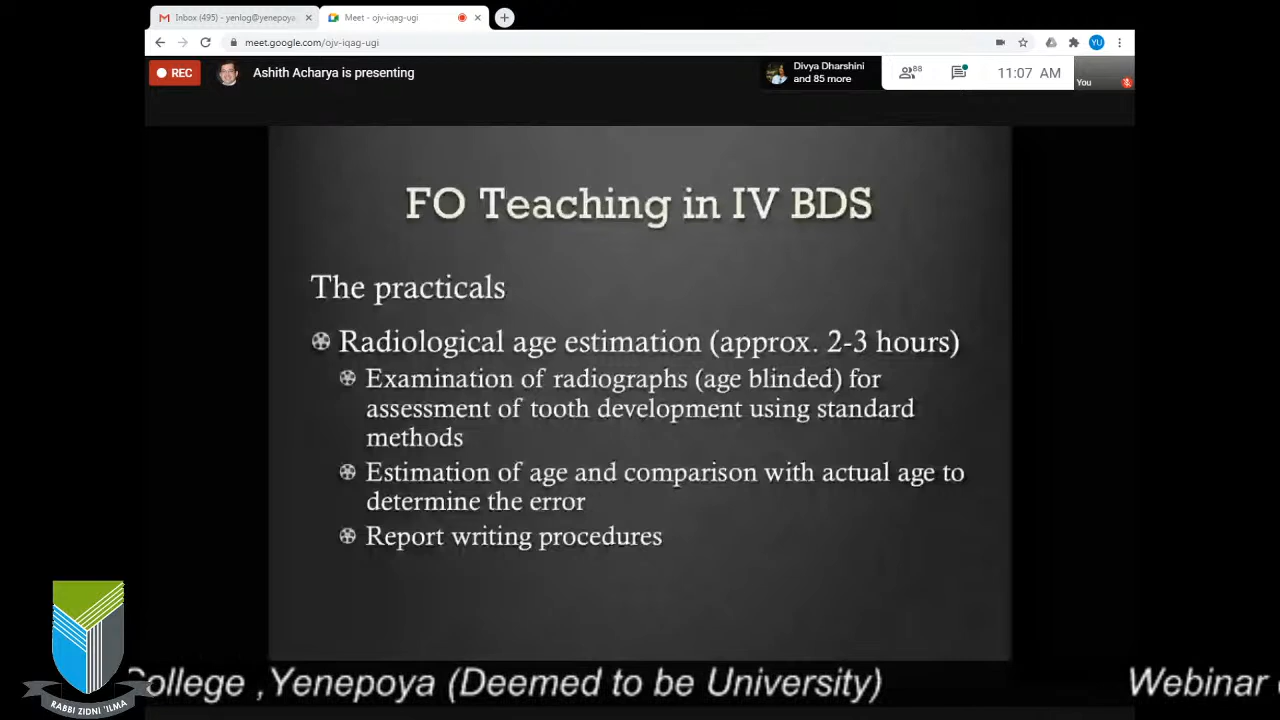 Inbox (495) - yenlog@yenepoya
Meet - ojv-iqag-ugi
meet.google.com/ojv-iqag-ugi
YU
REC
Ashith Acharya is presenting
Divya Dharshini
and 85 more
88
11:07 AM
You
FO Teaching in IV BDS
The practicals
Radiological age estimation (approx. 2-3 hours)
Examination of radiographs (age blinded) for
assessment of tooth development using standard
methods
Estimation of age and comparison with actual age to
determine the error
Report writing procedures
College ,Yenepoya (Deemed to be University)
Webinar
RABBI ZIDNI 'ILMA